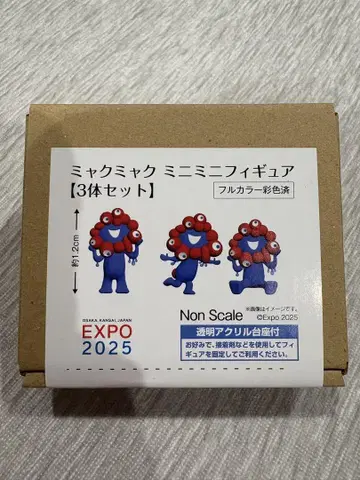 ミャクミャク ミニミニフィギュア
【3体セット】
フルカラー彩色済
約1.2cm
OSAKA, KANSAI, JAPAN
EXPO
2025
※画像はイメージです。
Non Scale ©Expo 2025
透明アクリル台座付
お好みで、接着剤などを使用してフィ
ギュアを固定してご利用ください。